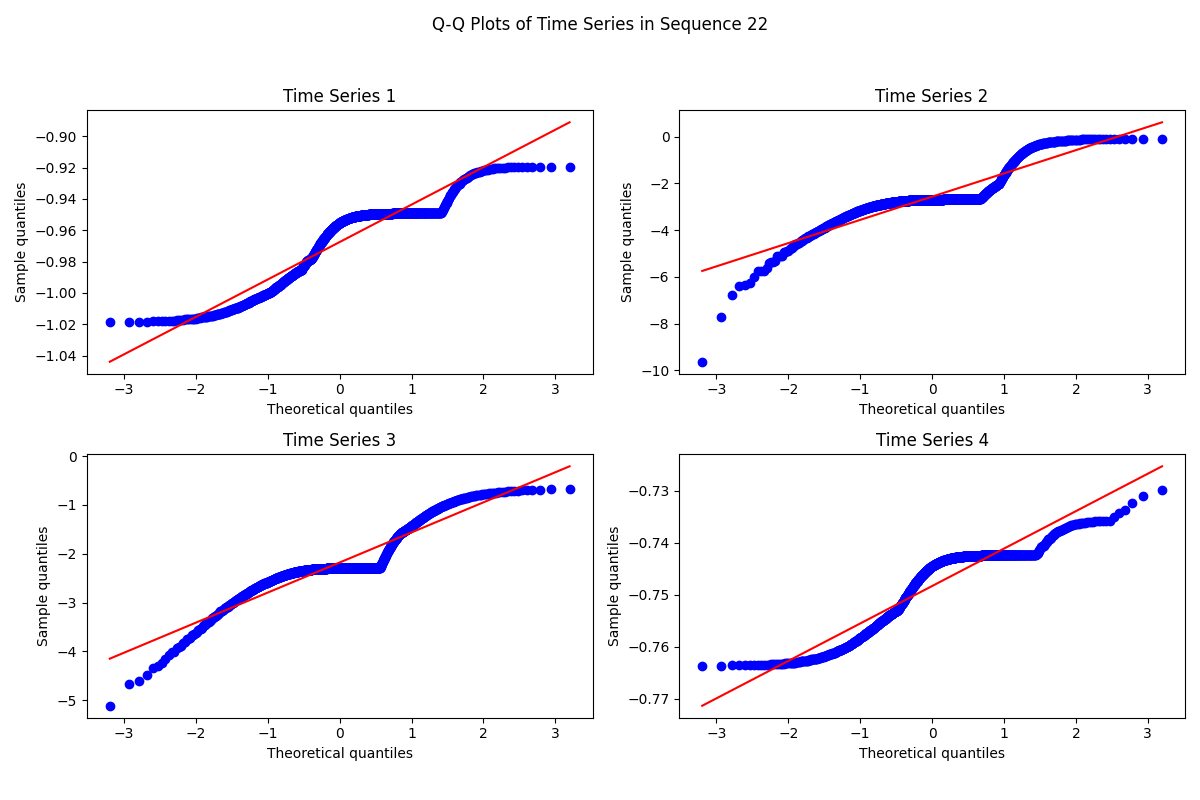 Q-Q Plots of Time Series in Sequence 22
Time Series 1
Sample quantiles
−0.90
−0.92
−0.94
−0.96
−0.98
−1.00
−1.02
−1.04
−3 −2 −1 0 1 2 3
Theoretical quantiles
Time Series 2
Sample quantiles
0
−2
−4
−6
−8
−10
−3 −2 −1 0 1 2 3
Theoretical quantiles
Time Series 3
Sample quantiles
0
−1
−2
−3
−4
−5
−3 −2 −1 0 1 2 3
Theoretical quantiles
Time Series 4
Sample quantiles
−0.73
−0.74
−0.75
−0.76
−0.77
−3 −2 −1 0 1 2 3
Theoretical quantiles